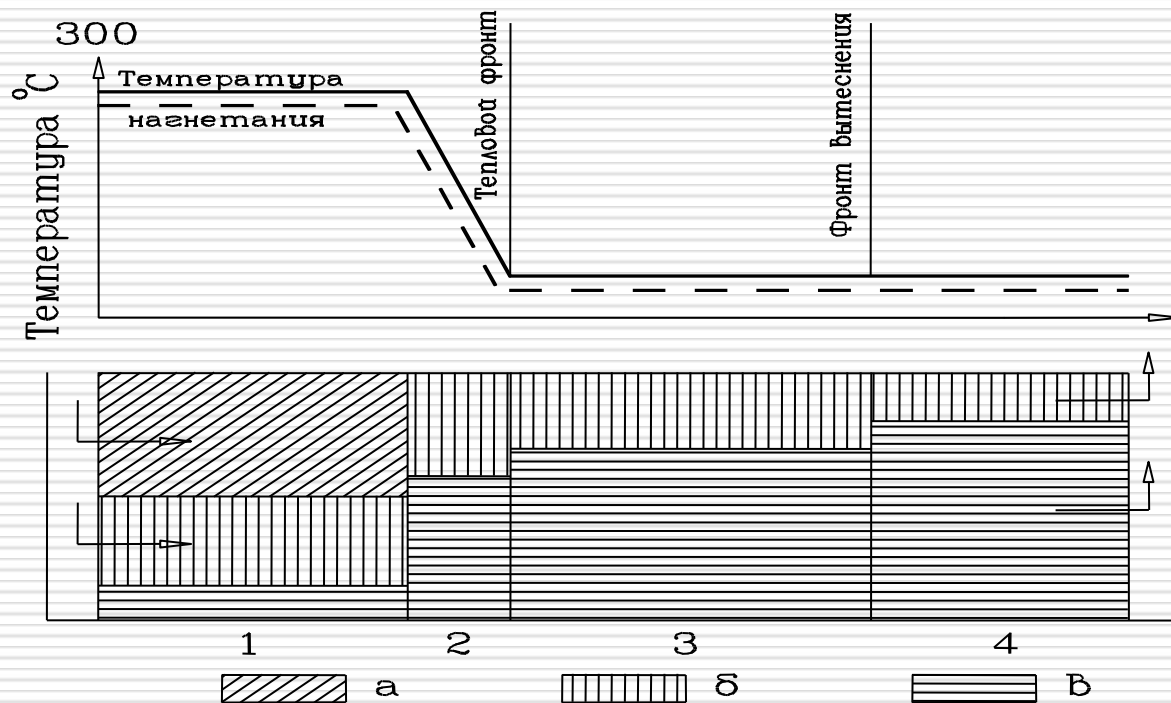 300
Температура °С
Температура
нагнетания
Тепловой фронт
Фронт вытеснения
1 2 3 4
а б в